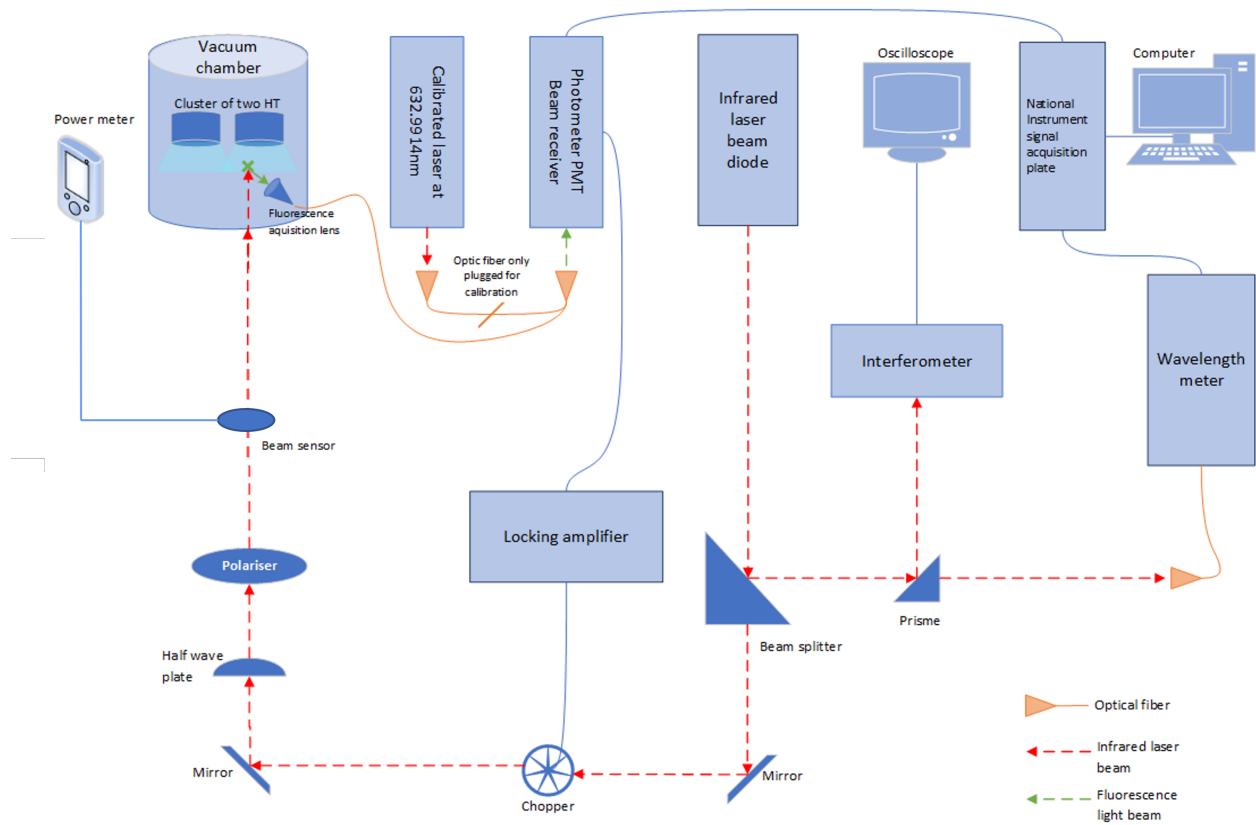 Vacuum
chamber
Cluster of two HT
Fluorescence
aquisition lens
Power meter
Calibrated laser at
632.9914nm
Photometer PMT
Beam receiver
Optic fiber only
plugged for
calibration
Infrared
laser
beam
diode
Oscilloscope
National
Instrument
signal
acquisition
plate
Computer
Interferometer
Wavelength
meter
Beam sensor
Locking amplifier
Polariser
Prisme
Beam splitter
Half wave
plate
Mirror
Chopper
Mirror
Optical fiber
Infrared laser
beam
Fluorescence
light beam